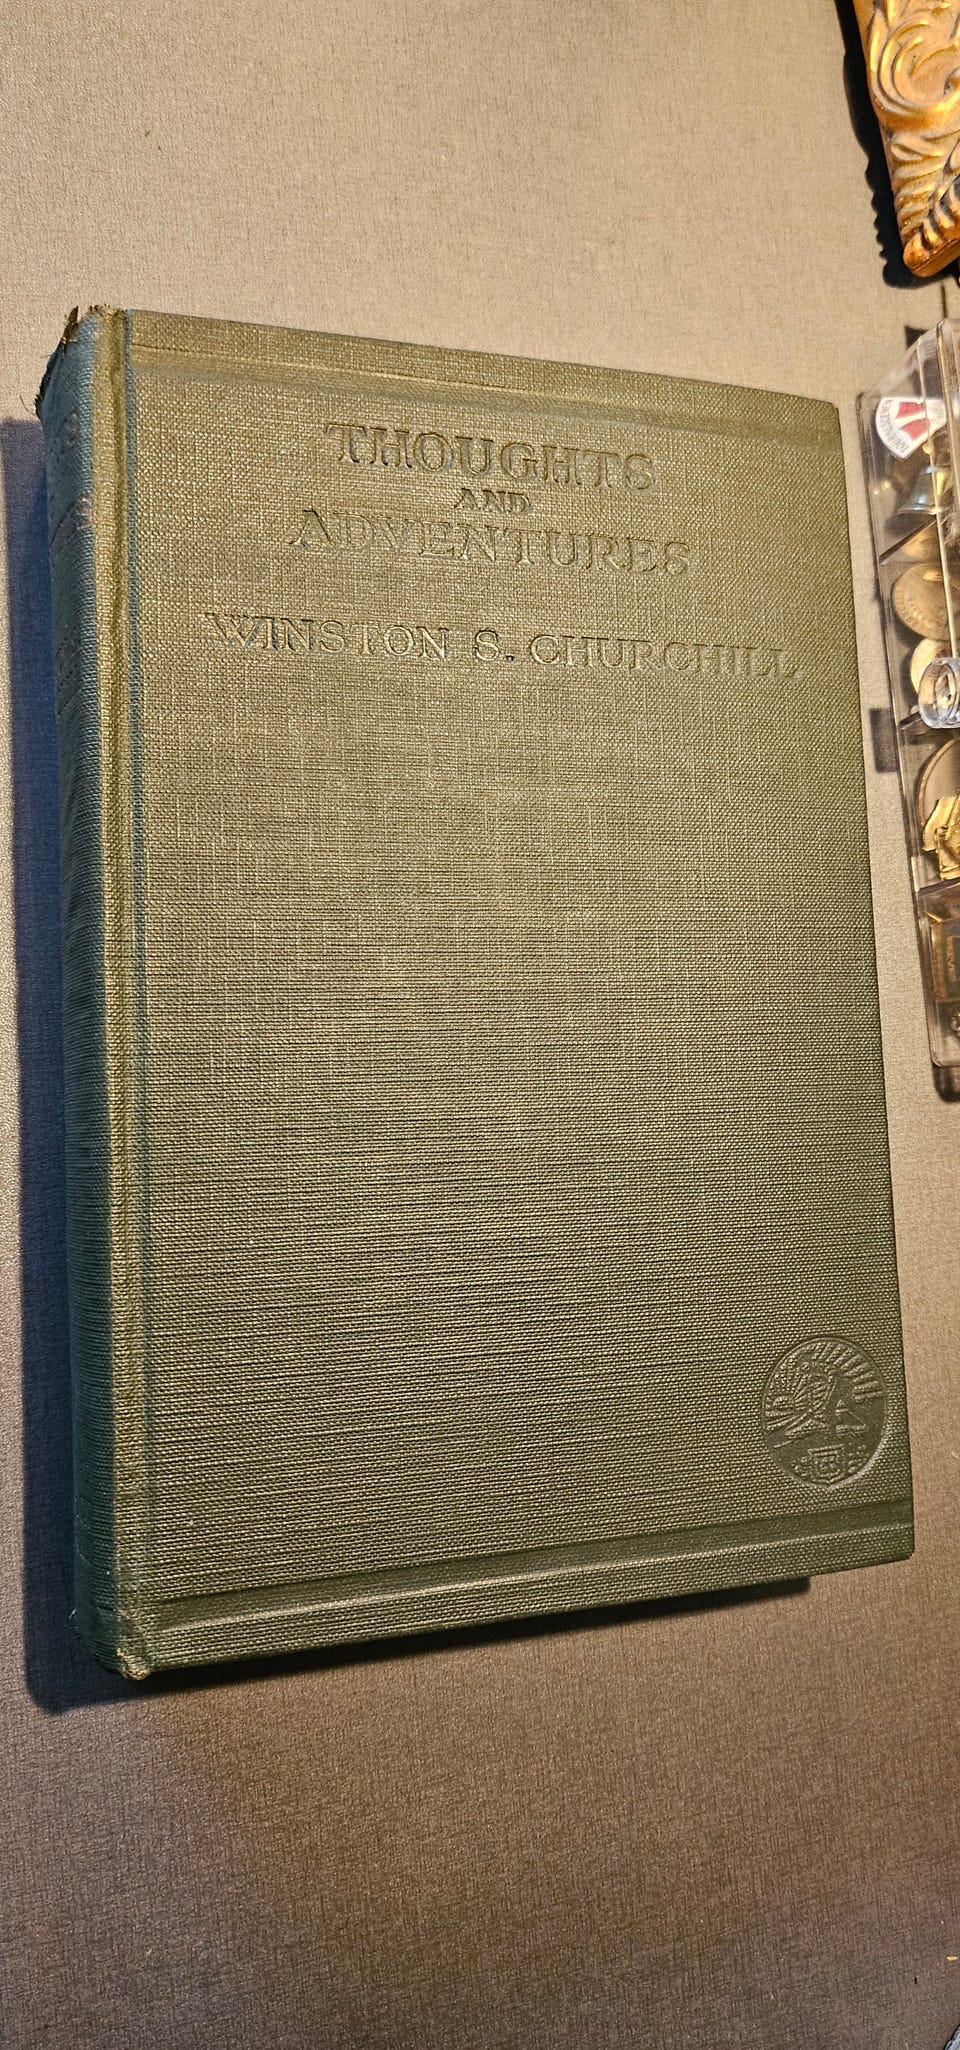 THOUGHTS
AND
ADVENTURES
WINSTON S. CHURCHILL